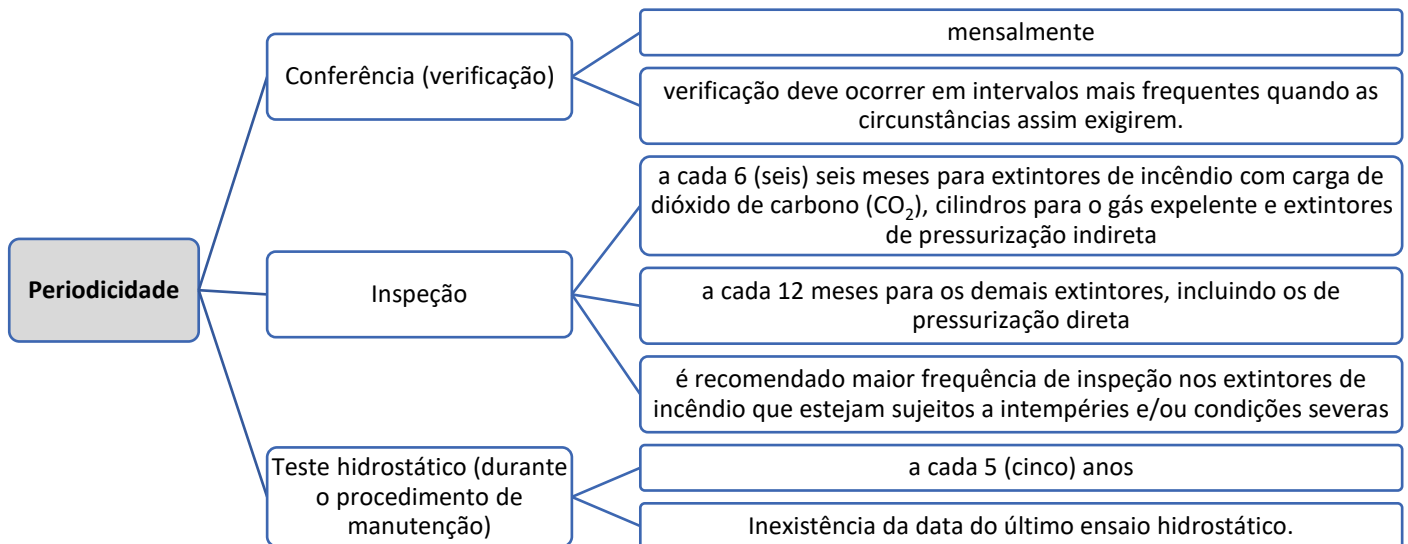 Periodicidade
Conferência (verificação)
mensalmente
verificação deve ocorrer em intervalos mais frequentes quando as
circunstâncias assim exigirem.
Inspeção
a cada 6 (seis) seis meses para extintores de incêndio com carga de
dióxido de carbono (CO₂), cilindros para o gás expelente e extintores
de pressurização indireta
a cada 12 meses para os demais extintores, incluindo os de
pressurização direta
é recomendado maior frequência de inspeção nos extintores de
incêndio que estejam sujeitos a intempéries e/ou condições severas
Teste hidrostático (durante
o procedimento de
manutenção)
a cada 5 (cinco) anos
Inexistência da data do último ensaio hidrostático.